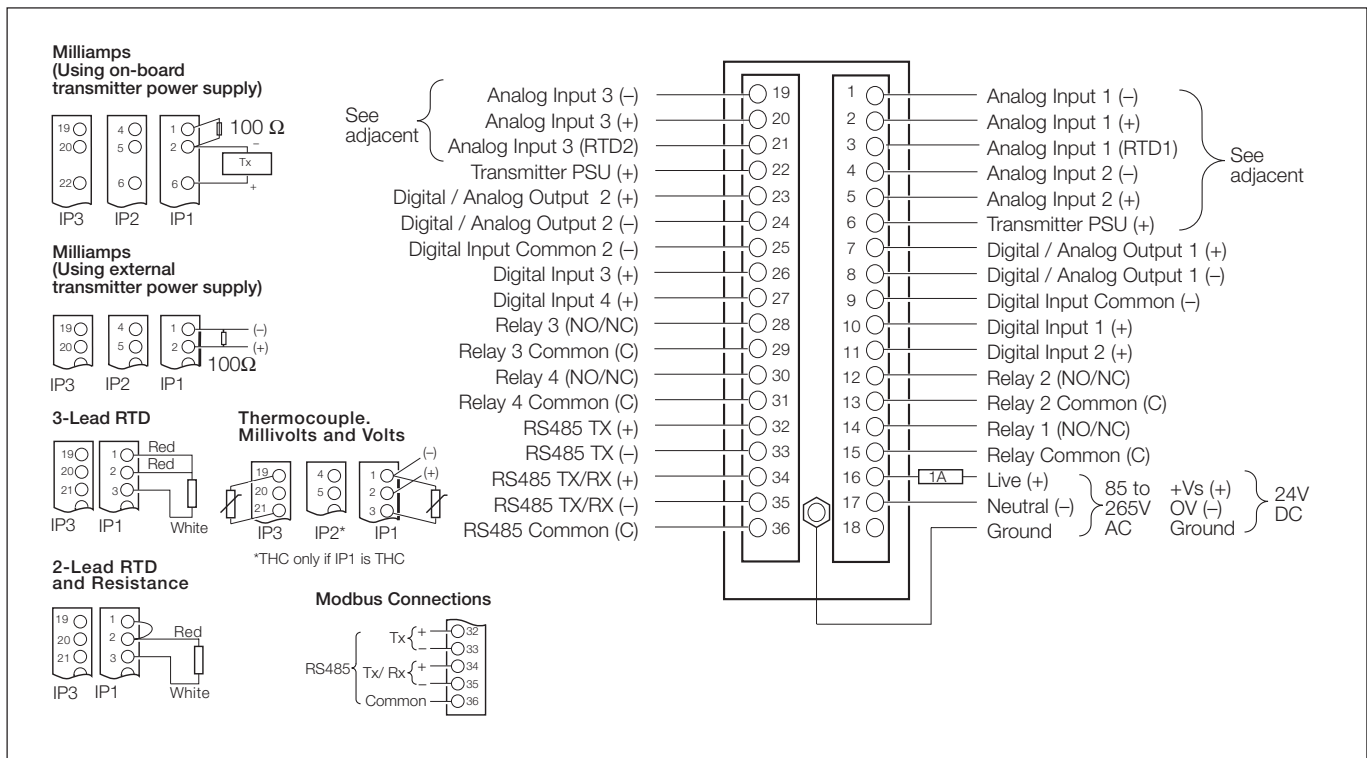 Milliamps
(Using on-board
transmitter power supply)
19
20
22
IP3
4
5
6
IP2
1
2
6
IP1
100 Ω
–
Tx
+
Milliamps
(Using external
transmitter power supply)
19
20
IP3
4
5
IP2
1
2
IP1
(–)
(+)
100Ω
3-Lead RTD
19
20
21
IP3
1
2
3
IP1
Red
Red
White
Thermocouple.
Millivolts and Volts
19
20
21
IP3
4
5
IP2*
1
2
3
IP1
(–)
(+)
*THC only if IP1 is THC
2-Lead RTD
and Resistance
19
20
21
IP3
1
2
3
IP1
Red
White
Modbus Connections
RS485
Tx
+
–
Tx/ Rx
+
–
Common
32
33
34
35
36
See
adjacent
Analog Input 3 (–) 19
Analog Input 3 (+) 20
Analog Input 3 (RTD2) 21
Transmitter PSU (+) 22
Digital / Analog Output 2 (+) 23
Digital / Analog Output 2 (–) 24
Digital Input Common 2 (–) 25
Digital Input 3 (+) 26
Digital Input 4 (+) 27
Relay 3 (NO/NC) 28
Relay 3 Common (C) 29
Relay 4 (NO/NC) 30
Relay 4 Common (C) 31
RS485 TX (+) 32
RS485 TX (–) 33
RS485 TX/RX (+) 34
RS485 TX/RX (–) 35
RS485 Common (C) 36
1 Analog Input 1 (–)
2 Analog Input 1 (+)
3 Analog Input 1 (RTD1)
4 Analog Input 2 (–)
5 Analog Input 2 (+)
6 Transmitter PSU (+)
See
adjacent
7 Digital / Analog Output 1 (+)
8 Digital / Analog Output 1 (–)
9 Digital Input Common (–)
10 Digital Input 1 (+)
11 Digital Input 2 (+)
12 Relay 2 (NO/NC)
13 Relay 2 Common (C)
14 Relay 1 (NO/NC)
15 Relay Common (C)
16 1A Live (+)
17 Neutral (–)
18 Ground
85 to
265V
AC
+Vs (+)
OV (–)
Ground
24V
DC